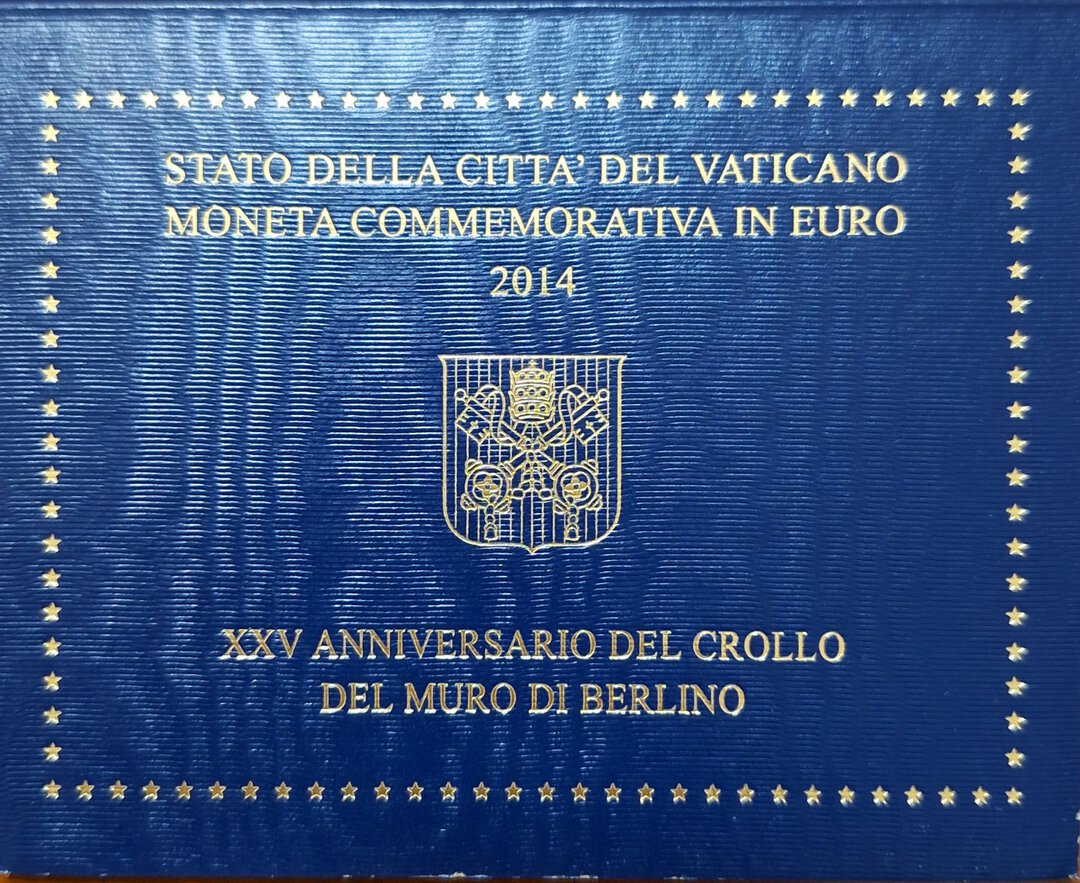 STATO DELLA CITTA' DEL VATICANO
MONETA COMMEMORATIVA IN EURO
2014
XXV ANNIVERSARIO DEL CROLLO
DEL MURO DI BERLINO